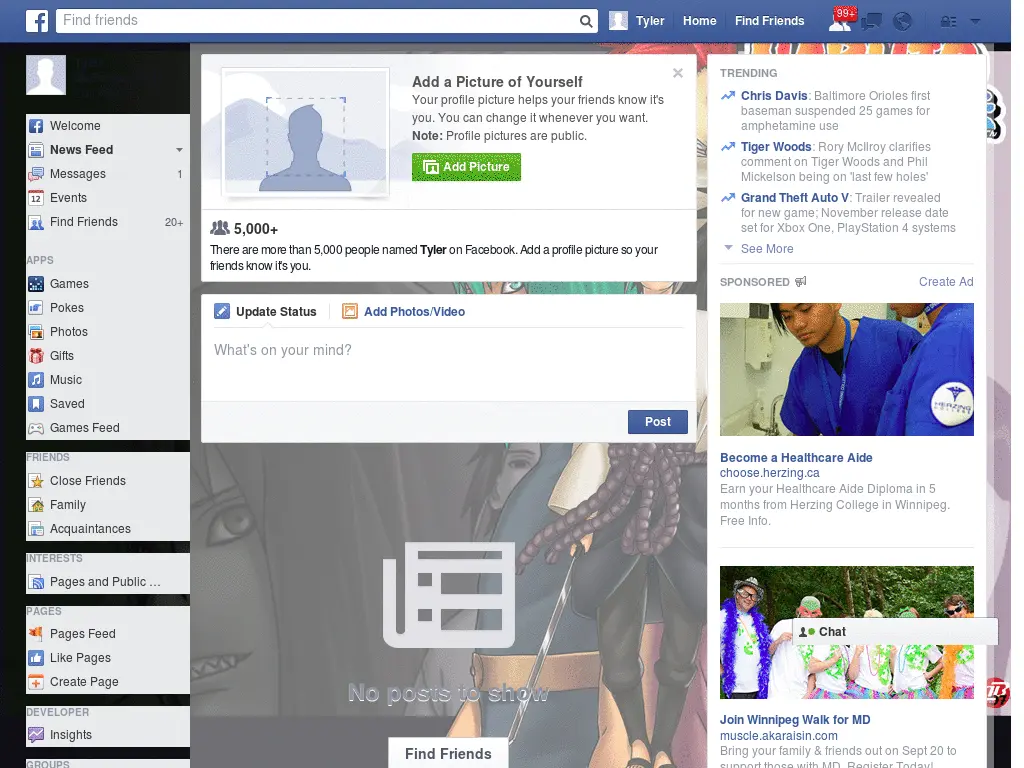 Find friends
Tyler Home Find Friends
99+
Welcome
News Feed
Messages 1
12 Events
Find Friends 20+
APPS
Games
Pokes
Photos
Gifts
Music
Saved
Games Feed
FRIENDS
Close Friends
Family
Acquaintances
INTERESTS
Pages and Public ...
PAGES
Pages Feed
Like Pages
Create Page
DEVELOPER
Insights
GROUPS
Add a Picture of Yourself
Your profile picture helps your friends know it's
you. You can change it whenever you want.
Note: Profile pictures are public.
Add Picture
5,000+
There are more than 5,000 people named Tyler on Facebook. Add a profile picture so your
friends know it's you.
Update Status Add Photos/Video
What's on your mind?
Post
No posts to show
Find Friends
TRENDING
Chris Davis: Baltimore Orioles first
baseman suspended 25 games for
amphetamine use
Tiger Woods: Rory McIlroy clarifies
comment on Tiger Woods and Phil
Mickelson being on 'last few holes'
Grand Theft Auto V: Trailer revealed
for new game; November release date
set for Xbox One, PlayStation 4 systems
See More
SPONSORED Create Ad
HERZING
COLLEGE
Become a Healthcare Aide
choose.herzing.ca
Earn your Healthcare Aide Diploma in 5
months from Herzing College in Winnipeg.
Free Info.
Chat
Join Winnipeg Walk for MD
muscle.akaraisin.com
Bring your family & friends out on Sept 20 to
support those with MD. Register Today!